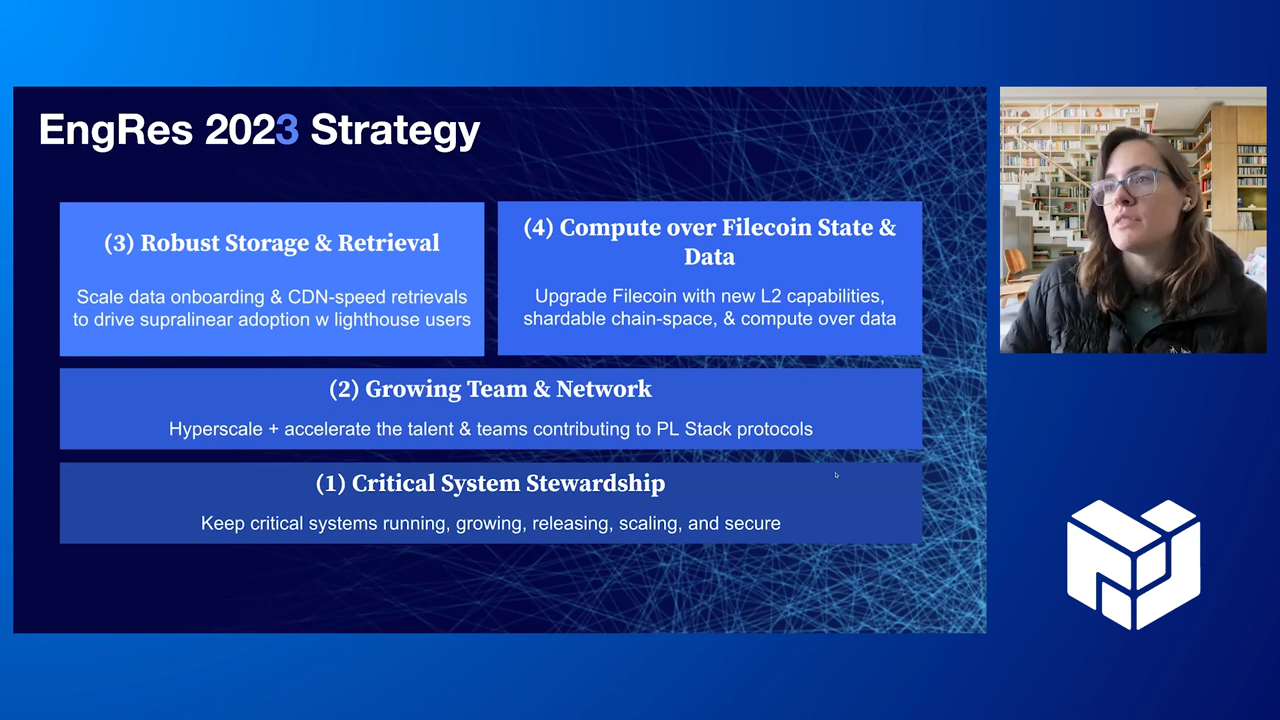 EngRes 2023 Strategy
(3) Robust Storage & Retrieval
Scale data onboarding & CDN-speed retrievals
to drive supralinear adoption w lighthouse users
(4) Compute over Filecoin State &
Data
Upgrade Filecoin with new L2 capabilities,
shardable chain-space, & compute over data
(2) Growing Team & Network
Hyperscale + accelerate the talent & teams contributing to PL Stack protocols
(1) Critical System Stewardship
Keep critical systems running, growing, releasing, scaling, and secure